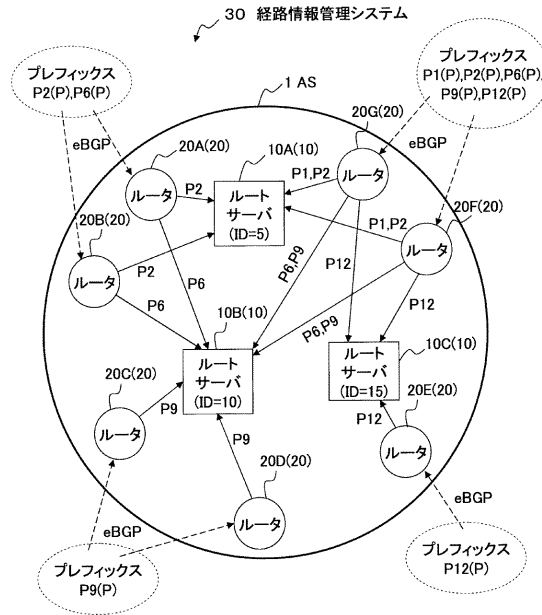 30 経路情報管理システム
プレフィックス
P2(P),P6(P)
プレフィックス
P1(P),P2(P),P6(P),
P9(P),P12(P)
1 AS
eBGP
eBGP
20A(20)
ルータ
10A(10)
ルート
サーバ
(ID=5)
20G(20)
ルータ
P2
P1,P2
20B(20)
ルータ
20F(20)
ルータ
P1,P2
P2
P6
P6
P6,P9
P12
P6,P9
P12
10B(10)
ルート
サーバ
(ID=10)
10C(10)
ルート
サーバ
(ID=15)
20C(20)
ルータ
P9
P9
P12
20E(20)
ルータ
20D(20)
ルータ
eBGP
eBGP
eBGP
プレフィックス
P9(P)
プレフィックス
P12(P)